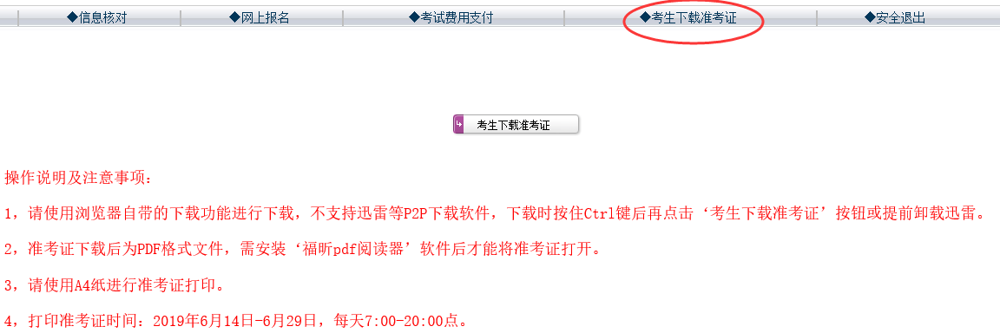 ◆信息核对 ◆网上报名 ◆考试费用支付 ◆考生下载准考证 ◆安全退出
考生下载准考证
操作说明及注意事项：
1，请使用浏览器自带的下载功能进行下载，不支持迅雷等P2P下载软件，下载时按住Ctrl键后再点击‘考生下载准考证’按钮或提前卸载迅雷。
2，准考证下载后为PDF格式文件，需安装‘福昕pdf阅读器’软件后才能将准考证打开。
3，请使用A4纸进行准考证打印。
4，打印准考证时间：2019年6月14日-6月29日，每天7:00-20:00点。